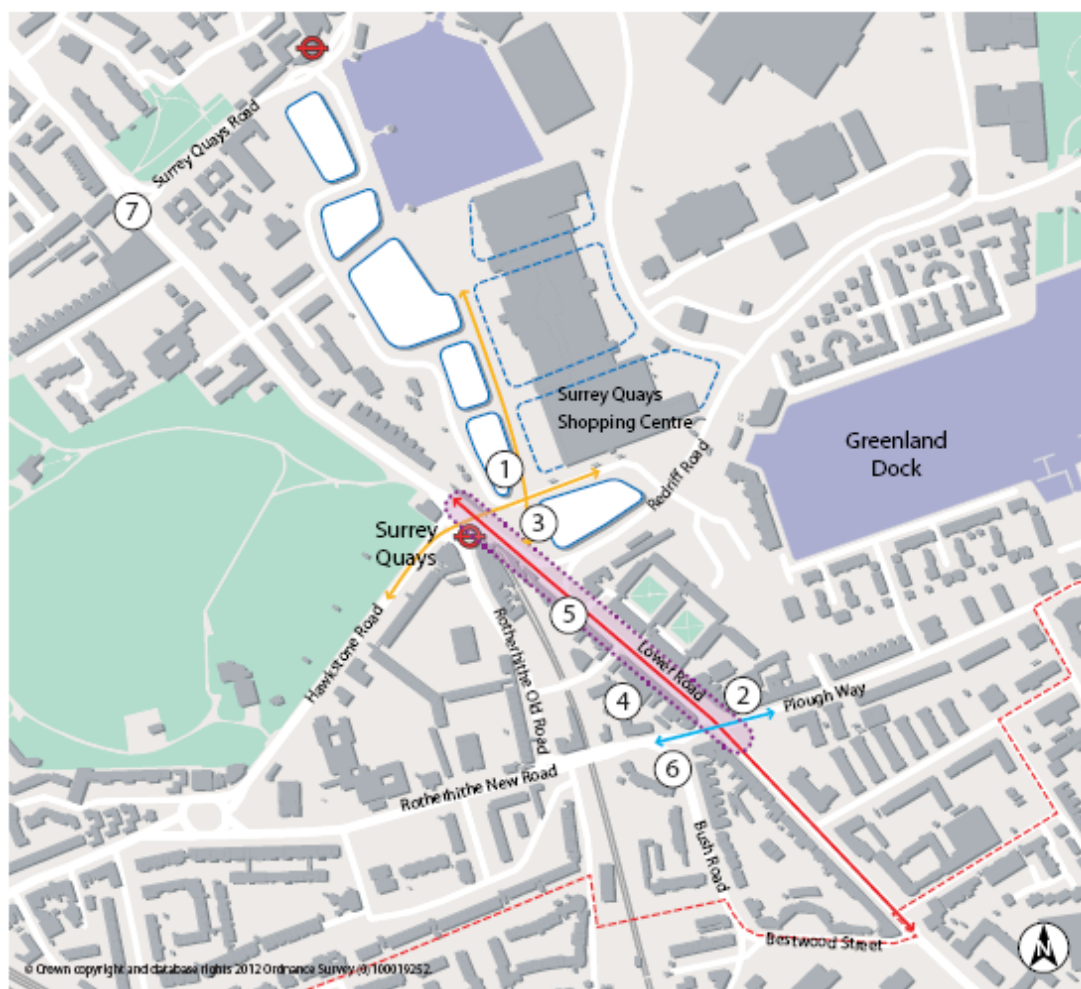 Surrey Quays Road
7
Surrey Quays
Shopping Centre
Greenland
Dock
Redriff Road
1
3
Surrey
Quays
5
Hawkstone Road
Rotherhithe Old Road
Lower Road
4
2
Plough Way
6
Rotherhithe New Road
Bush Road
Bestwood Street
N
© Crown copyright and database rights 2012 Ordnance Survey (0)100019252.